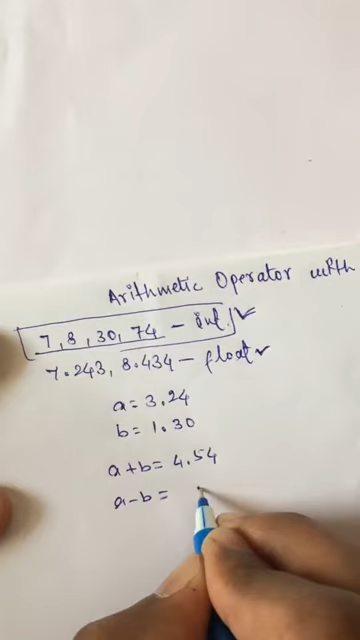 Arithmetic Operator with
7, 8, 30, 74 - int ✓
7.243, 8.434 - float ✓
a = 3.24
b = 1.30
a+b = 4.54
a-b =